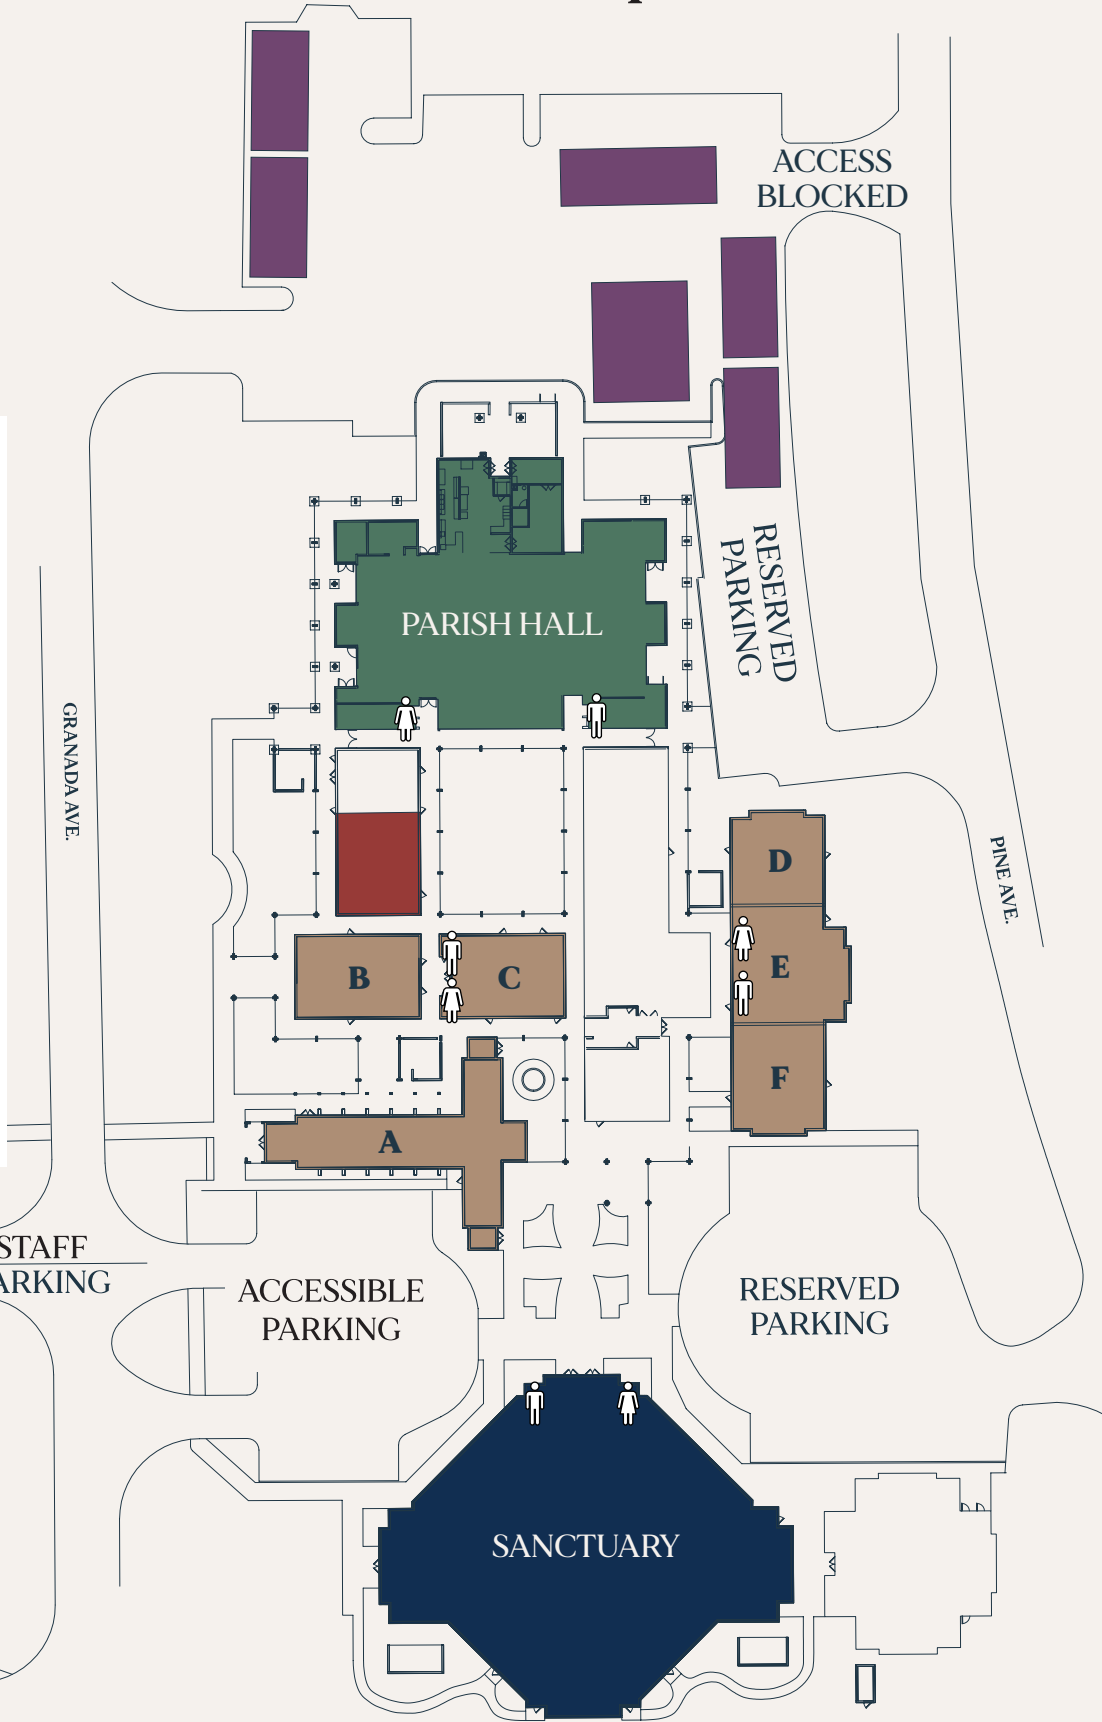 ACCESS
BLOCKED
RESERVED
PARKING
PARISH HALL
GRANADA AVE.
PINE AVE.
D
E
F
B
C
A
STAFF
ARKING
ACCESSIBLE
PARKING
RESERVED
PARKING
SANCTUARY